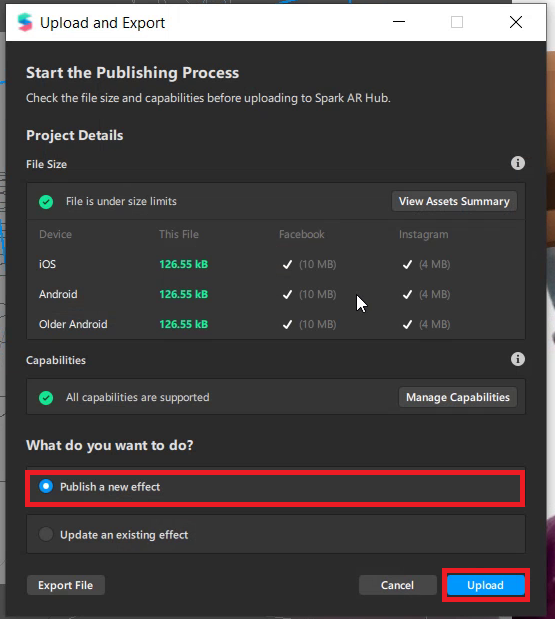 Upload and Export
Start the Publishing Process
Check the file size and capabilities before uploading to Spark AR Hub.
Project Details
File Size
File is under size limits View Assets Summary
Device This File Facebook Instagram
iOS 126.55 kB (10 MB) (4 MB)
Android 126.55 kB (10 MB) (4 MB)
Older Android 126.55 kB (10 MB) (4 MB)
Capabilities
All capabilities are supported Manage Capabilities
What do you want to do?
Publish a new effect
Update an existing effect
Export File Cancel Upload